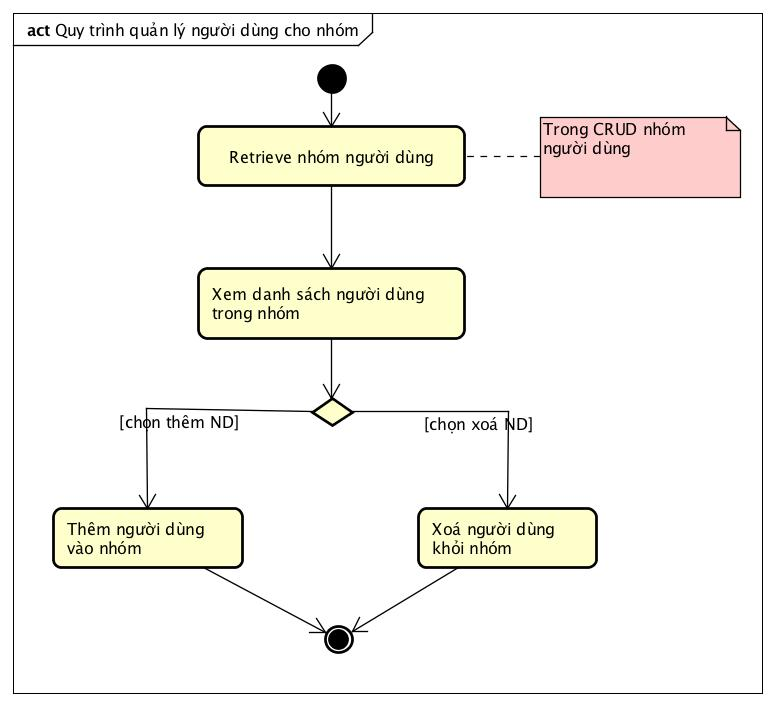 act Quy trình quản lý người dùng cho nhóm
Retrieve nhóm người dùng
Trong CRUD nhóm
người dùng
Xem danh sách người dùng
trong nhóm
[chọn thêm ND]
[chọn xoá ND]
Thêm người dùng
vào nhóm
Xoá người dùng
khỏi nhóm